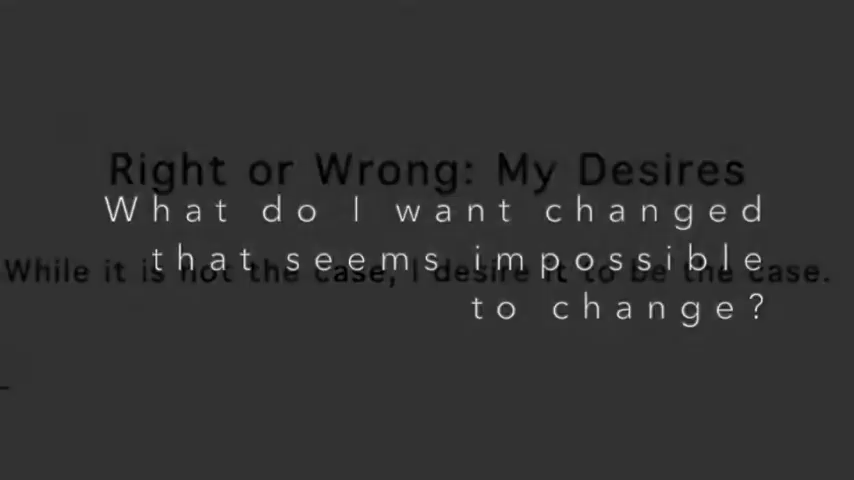 Right or Wrong: My Desires
What do I want changed
that seems impossible
While it is not the case, I desire it to be the case.
to change?